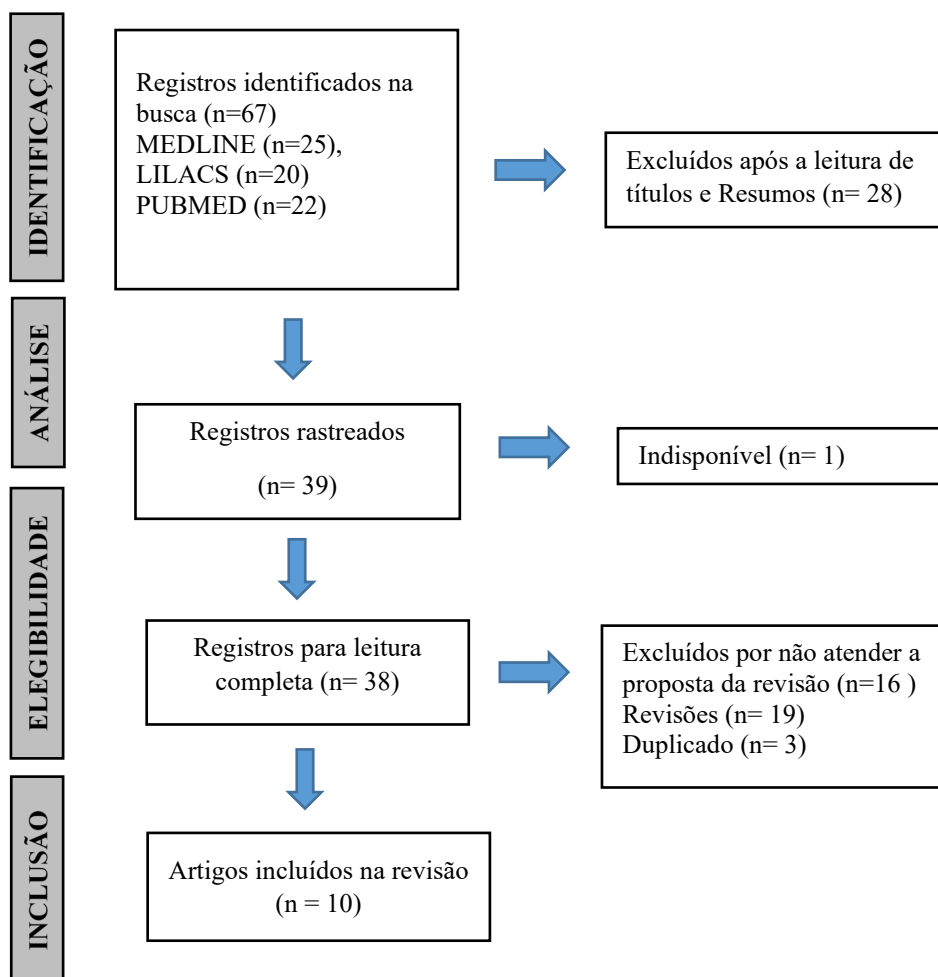 IDENTIFICAÇÃO
Registros identificados na
busca (n=67)
MEDLINE (n=25),
LILACS (n=20)
PUBMED (n=22)
Excluídos após a leitura de
títulos e Resumos (n= 28)
ANÁLISE
Registros rastreados
(n= 39)
Indisponível (n= 1)
ELEGIBILIDADE
Registros para leitura
completa (n= 38)
Excluídos por não atender a
proposta da revisão (n=16 )
Revisões (n= 19)
Duplicado (n= 3)
INCLUSÃO
Artigos incluídos na revisão
(n = 10)